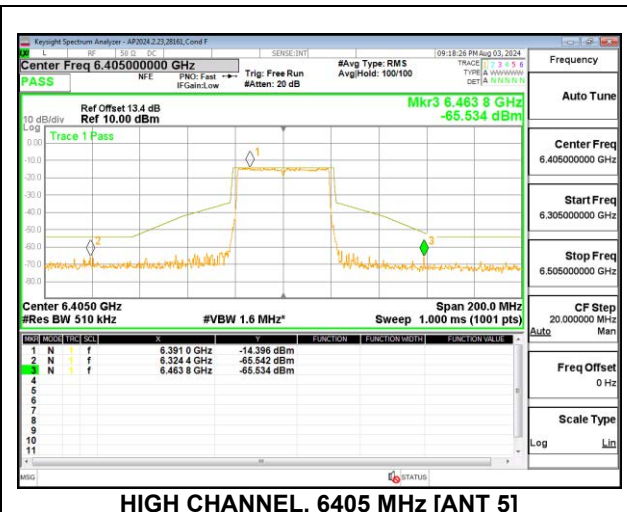 Keysight Spectrum Analyzer - AP2024.2.23,28161,Cond F
L RF 50 Ω DC SENSE:INT 09:18:26 PM Aug 03, 2024
Center Freq 6.405000000 GHz
PASS
NFE PNO: Fast Trig: Free Run
IFGain:Low #Atten: 20 dB
#Avg Type: RMS
Avg|Hold: 100/100
TRACE 1 2 3 4 5 6
TYPE A WWWWW
DET A N N N N N
Frequency
Auto Tune
Center Freq
6.405000000 GHz
Start Freq
6.305000000 GHz
Stop Freq
6.505000000 GHz
CF Step
20.000000 MHz
Auto Man
Freq Offset
0 Hz
Scale Type
Log Lin
Ref Offset 13.4 dB
10 dB/div Ref 10.00 dBm
Mkr3 6.463 8 GHz
-65.534 dBm
Log
Trace 1 Pass
0.00
-10.0
-20.0
-30.0
-40.0
-50.0
-60.0
-70.0
-80.0
1
2
3
Center 6.4050 GHz Span 200.0 MHz
#Res BW 510 kHz #VBW 1.6 MHz* Sweep 1.000 ms (1001 pts)
MKR MODE TRC SCL X Y FUNCTION FUNCTION WIDTH FUNCTION VALUE
1 N 1 f 6.391 0 GHz -14.396 dBm
2 N 1 f 6.324 4 GHz -65.542 dBm
3 N 1 f 6.463 8 GHz -65.534 dBm
4
5
6
7
8
9
10
11
MSG STATUS
HIGH CHANNEL, 6405 MHz [ANT 5]